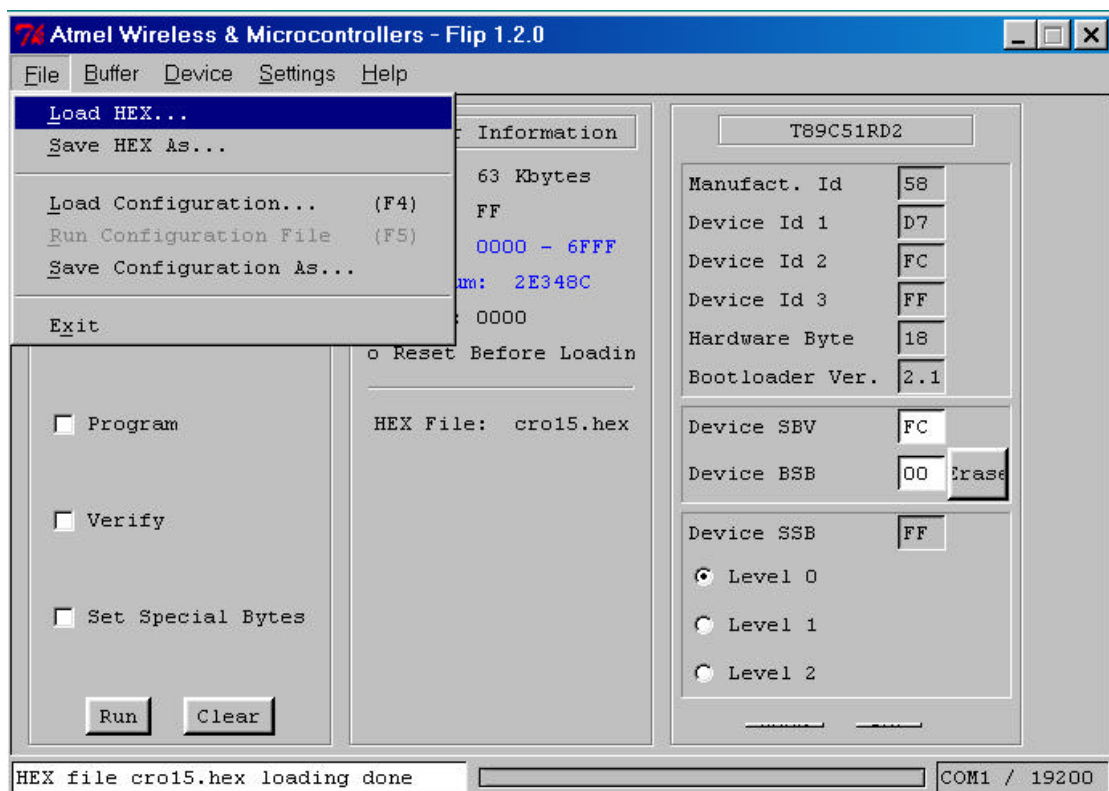 Atmel Wireless & Microcontrollers - Flip 1.2.0
File Buffer Device Settings Help
Load HEX...
Save HEX As...
Load Configuration... (F4)
Run Configuration File (F5)
Save Configuration As...
Exit
Program
Verify
Set Special Bytes
Run Clear
r Information
63 Kbytes
FF
0000 - 6FFF
um: 2E348C
: 0000
o Reset Before Loadin
HEX File: cro15.hex
T89C51RD2
Manufact. Id 58
Device Id 1 D7
Device Id 2 FC
Device Id 3 FF
Hardware Byte 18
Bootloader Ver. 2.1
Device SBV FC
Device BSB 00 Erase
Device SSB FF
Level 0
Level 1
Level 2
HEX file cro15.hex loading done COM1 / 19200